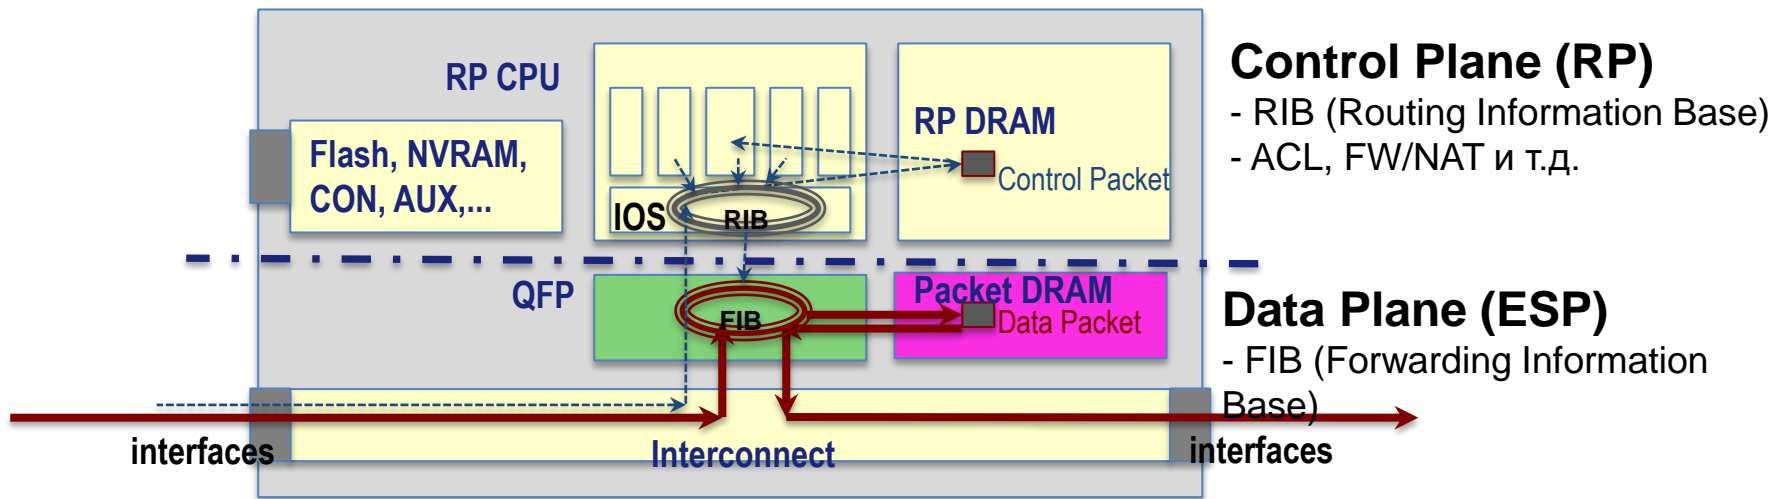 RP CPU
Flash, NVRAM,
CON, AUX,...
IOS
RIB
RP DRAM
Control Packet
Control Plane (RP)
- RIB (Routing Information Base)
- ACL, FW/NAT и т.д.
QFP
FIB
Packet DRAM
Data Packet
Data Plane (ESP)
- FIB (Forwarding Information
Base)
interfaces
Interconnect
interfaces